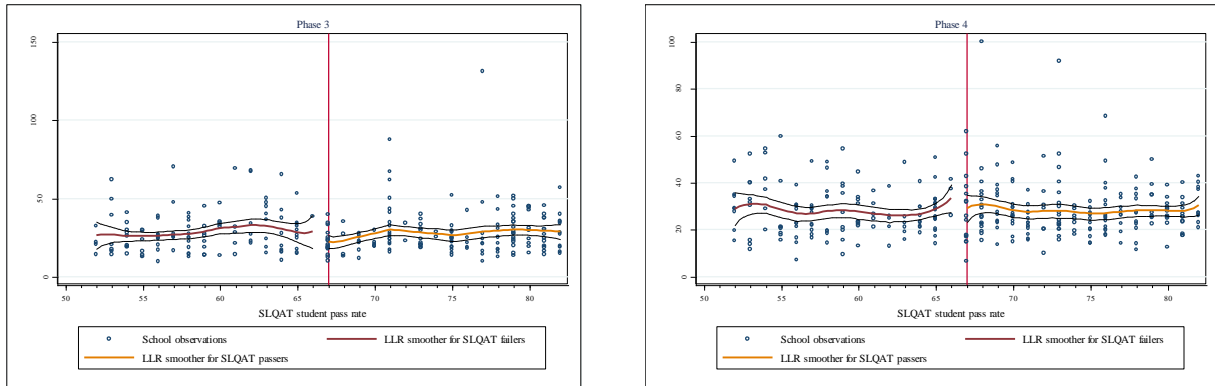 Phase 3
150
100
50
0
50 55 60 65 70 75 80
SLQAT student pass rate
School observations LLR smoother for SLQAT failers
LLR smoother for SLQAT passers
Phase 4
100
80
60
40
20
0
50 55 60 65 70 75 80
SLQAT student pass rate
School observations LLR smoother for SLQAT failers
LLR smoother for SLQAT passers